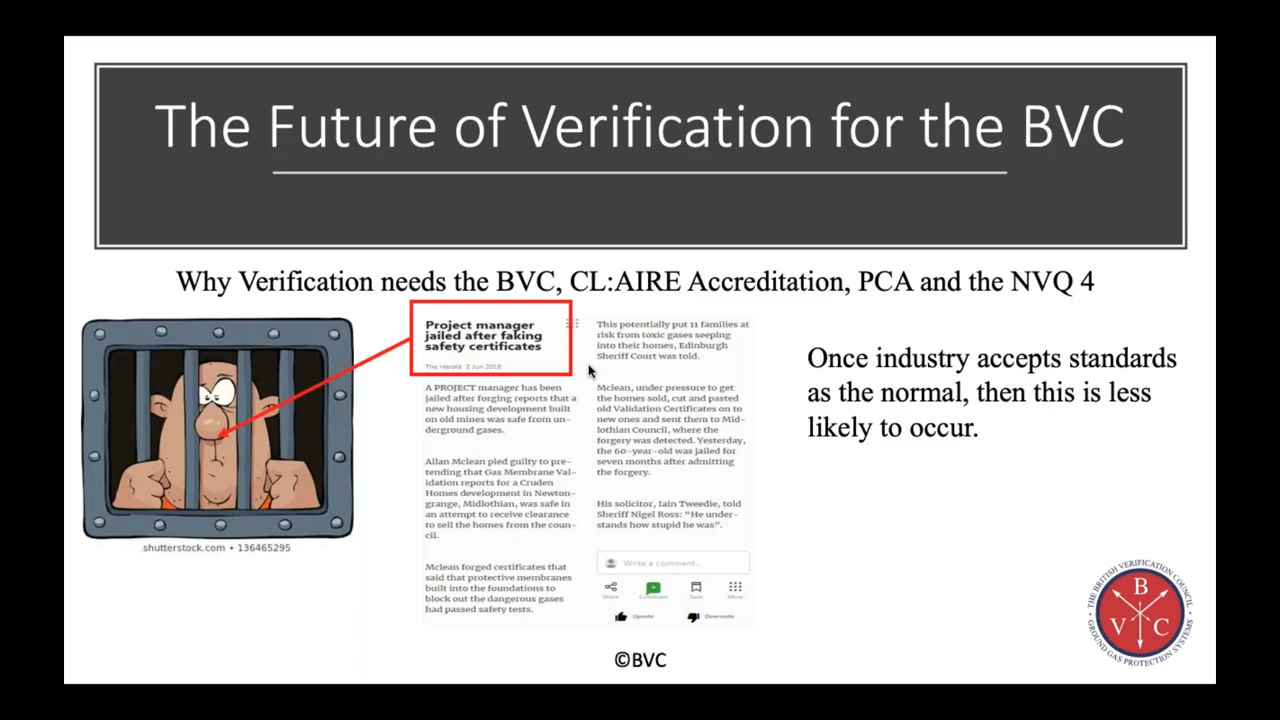 The Future of Verification for the BVC
Why Verification needs the BVC, CL:AIRE Accreditation, PCA and the NVQ 4
shutterstock.com • 136465295
Project manager
jailed after faking
safety certificates
The Herald 2 Jun 2018
A PROJECT manager has been
jailed after forging reports that a
new housing development built
on old mines was safe from un-
derground gases.
Allan Mclean pled guilty to pre-
tending that Gas Membrane Val-
idation reports for a Cruden
Homes development in Newton-
grange, Midlothian, was safe in
an attempt to receive clearance
to sell the homes from the coun-
cil.
Mclean forged certificates that
said that protective membranes
built into the foundations to
block out the dangerous gases
had passed safety tests.
This potentially put 11 families at
risk from toxic gases seeping
into their homes, Edinburgh
Sheriff Court was told.
Mclean, under pressure to get
the homes sold, cut and pasted
old Validation Certificates on to
new ones and sent them to Mid-
lothian Council, where the
forgery was detected. Yesterday,
the 60-year-old was jailed for
seven months after admitting
the forgery.
His solicitor, Iain Tweedie, told
Sheriff Nigel Ross: “He under-
stands how stupid he was”.
Write a comment...
Share Comment Save More
Upvote Downvote
Once industry accepts standards
as the normal, then this is less
likely to occur.
THE BRITISH VERIFICATION COUNCIL
B
V C
GROUND GAS PROTECTION SYSTEMS
©BVC